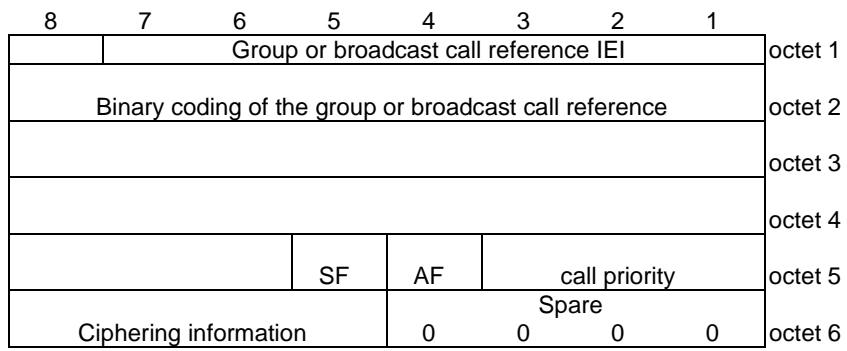 8 7 6 5 4 3 2 1
Group or broadcast call reference IEI octet 1
Binary coding of the group or broadcast call reference octet 2
octet 3
octet 4
SF AF call priority octet 5
Spare
Ciphering information 0 0 0 0 octet 6